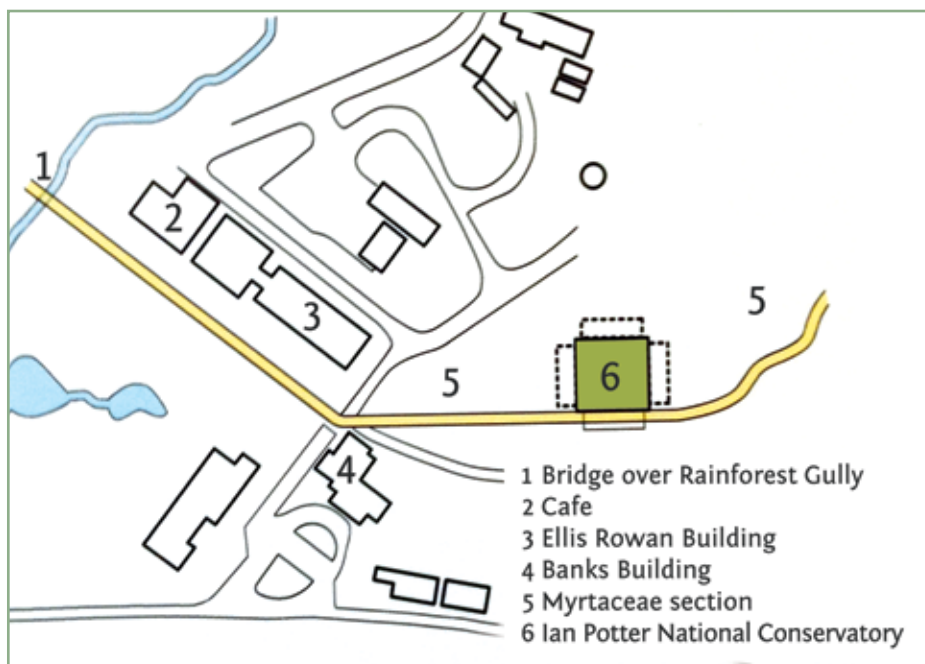 1
2
3
5
5
6
4
1 Bridge over Rainforest Gully
2 Cafe
3 Ellis Rowan Building
4 Banks Building
5 Myrtaceae section
6 Ian Potter National Conservatory